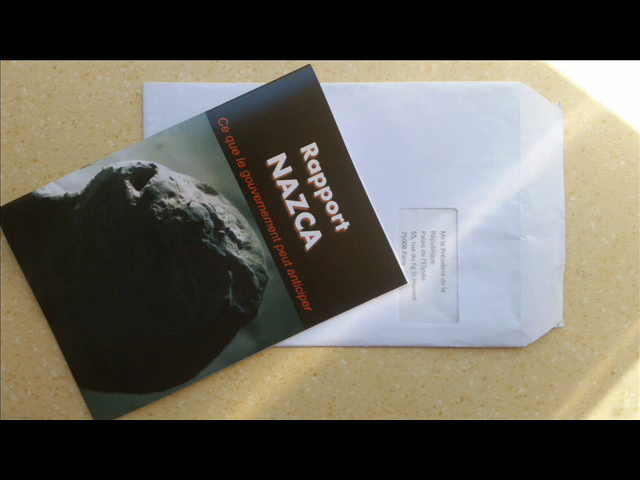 Rapport
NAZCA
Ce que le gouvernement peut anticiper
Mr le Président de la
République
Palais de l'Elysée
55, rue du Fg St Honoré
75008 Paris